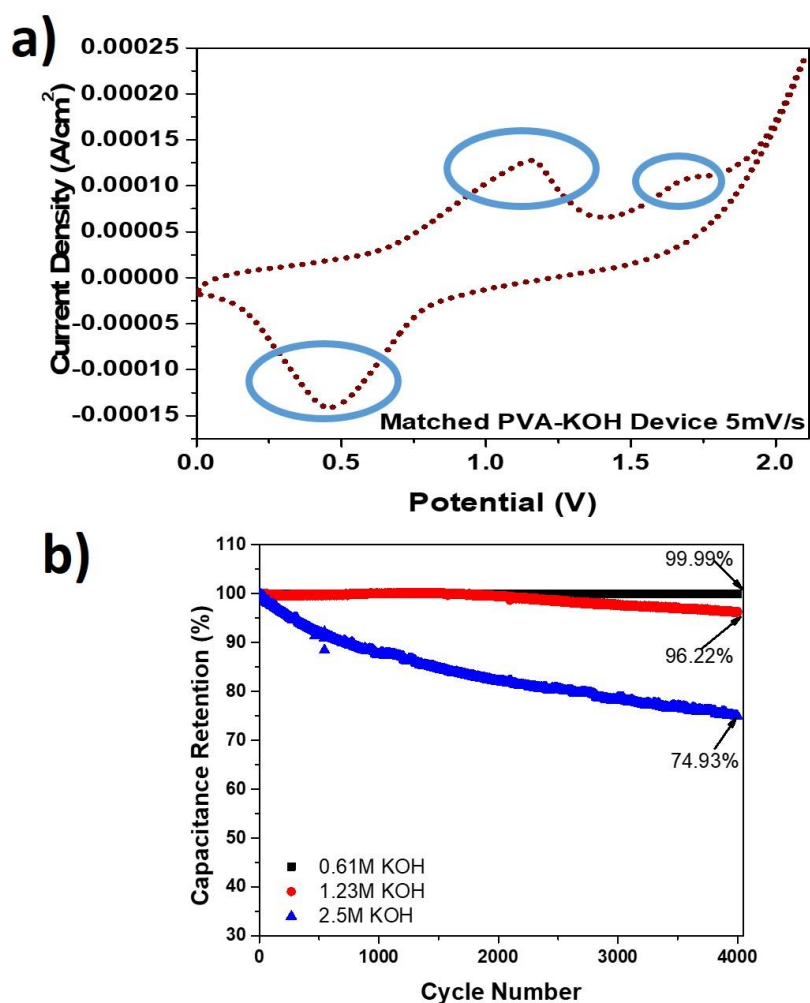 a)
Current Density (A/cm²)
0.00025
0.00020
0.00015
0.00010
0.00005
0.00000
-0.00005
-0.00010
-0.00015
Matched PVA-KOH Device 5mV/s
0.0 0.5 1.0 1.5 2.0
Potential (V)
b)
Capacitance Retention (%)
110
100
90
80
70
60
50
40
30
99.99%
96.22%
74.93%
0.61M KOH
1.23M KOH
2.5M KOH
0 1000 2000 3000 4000
Cycle Number